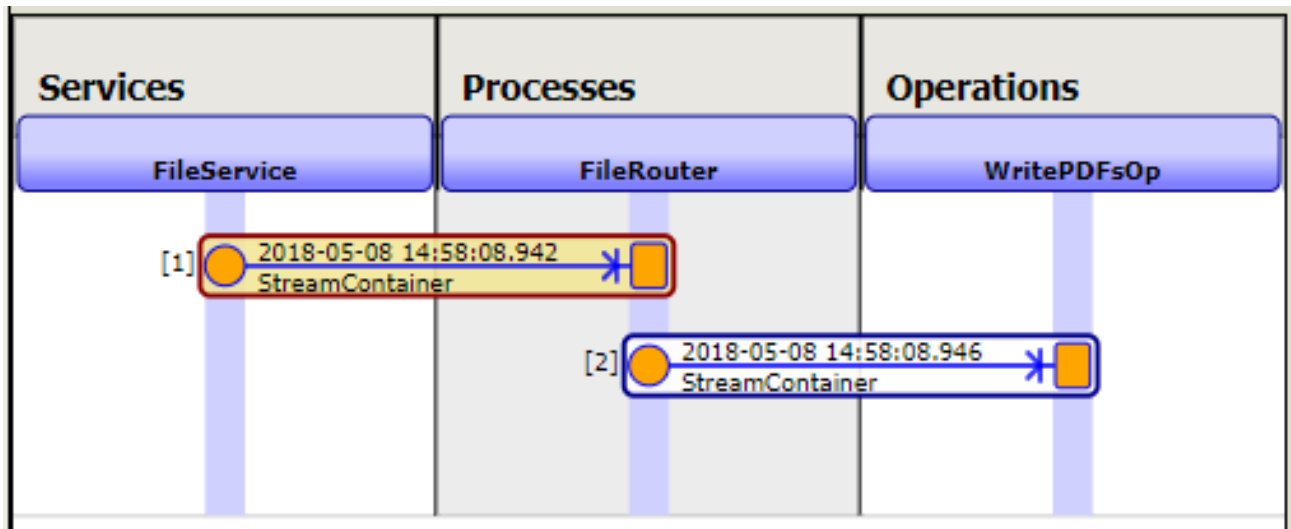 Services Processes Operations
FileService FileRouter WritePDFsOp
[1] 2018-05-08 14:58:08.942
StreamContainer
[2] 2018-05-08 14:58:08.946
StreamContainer